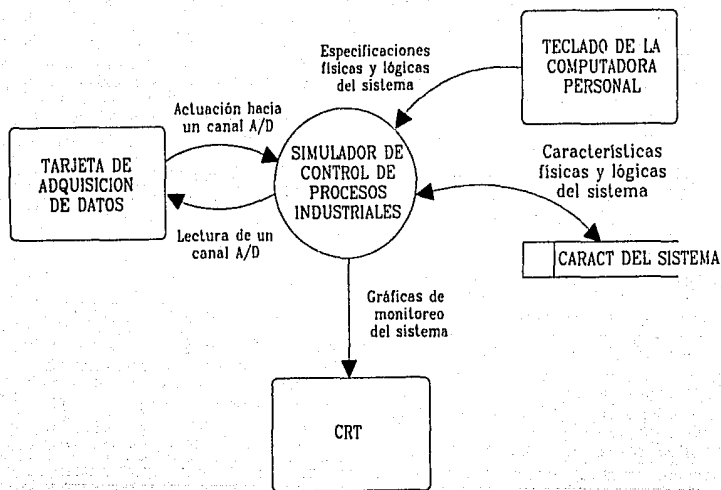 Especificaciones
físicas y lógicas
del sistema
TECLADO DE LA
COMPUTADORA
PERSONAL
Actuación hacia
un canal A/D
TARJETA DE
ADQUISICION
DE DATOS
SIMULADOR DE
CONTROL DE
PROCESOS
INDUSTRIALES
Características
físicas y lógicas
del sistema
Lectura de un
canal A/D
CARACT DEL SISTEMA
Gráficas de
monitoreo
del sistema
CRT